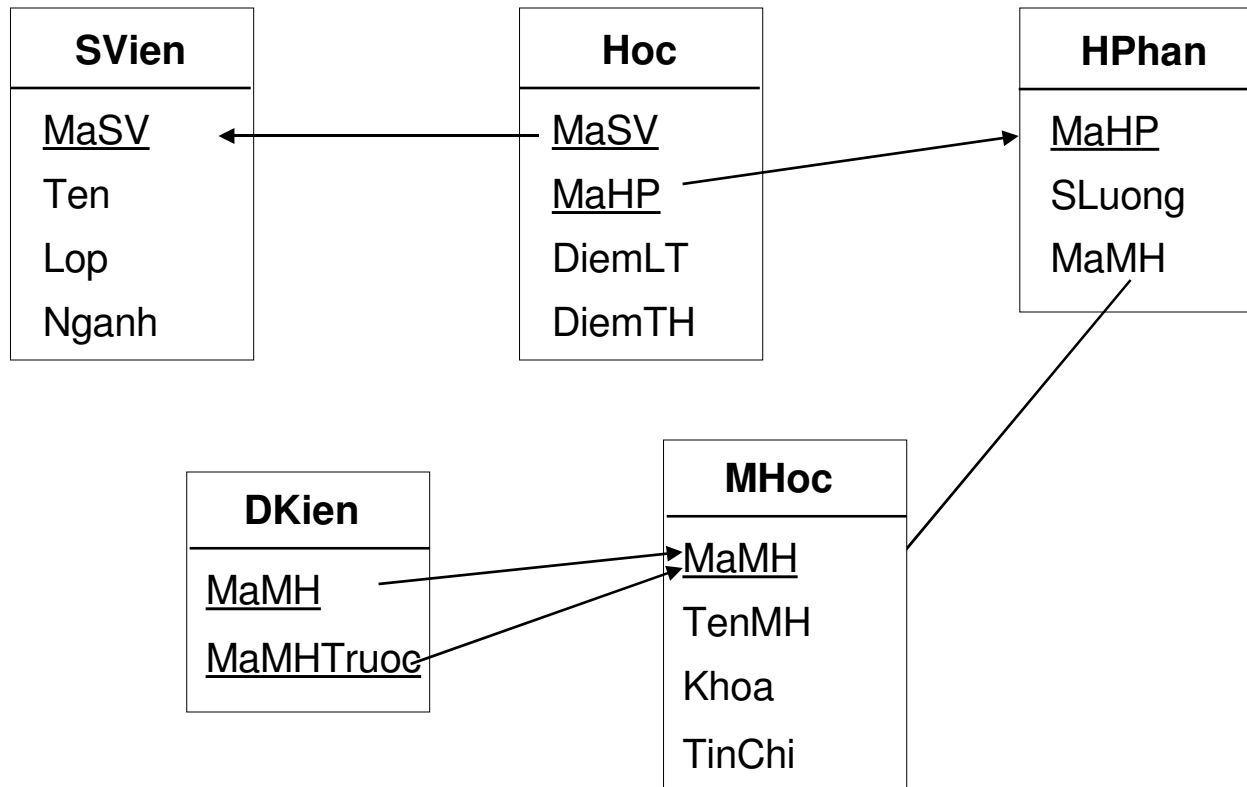 SVien
MaSV
Ten
Lop
Nganh
Hoc
MaSV
MaHP
DiemLT
DiemTH
HPhan
MaHP
SLuong
MaMH
DKien
MaMH
MaMHTruoc
MHoc
MaMH
TenMH
Khoa
TinChi